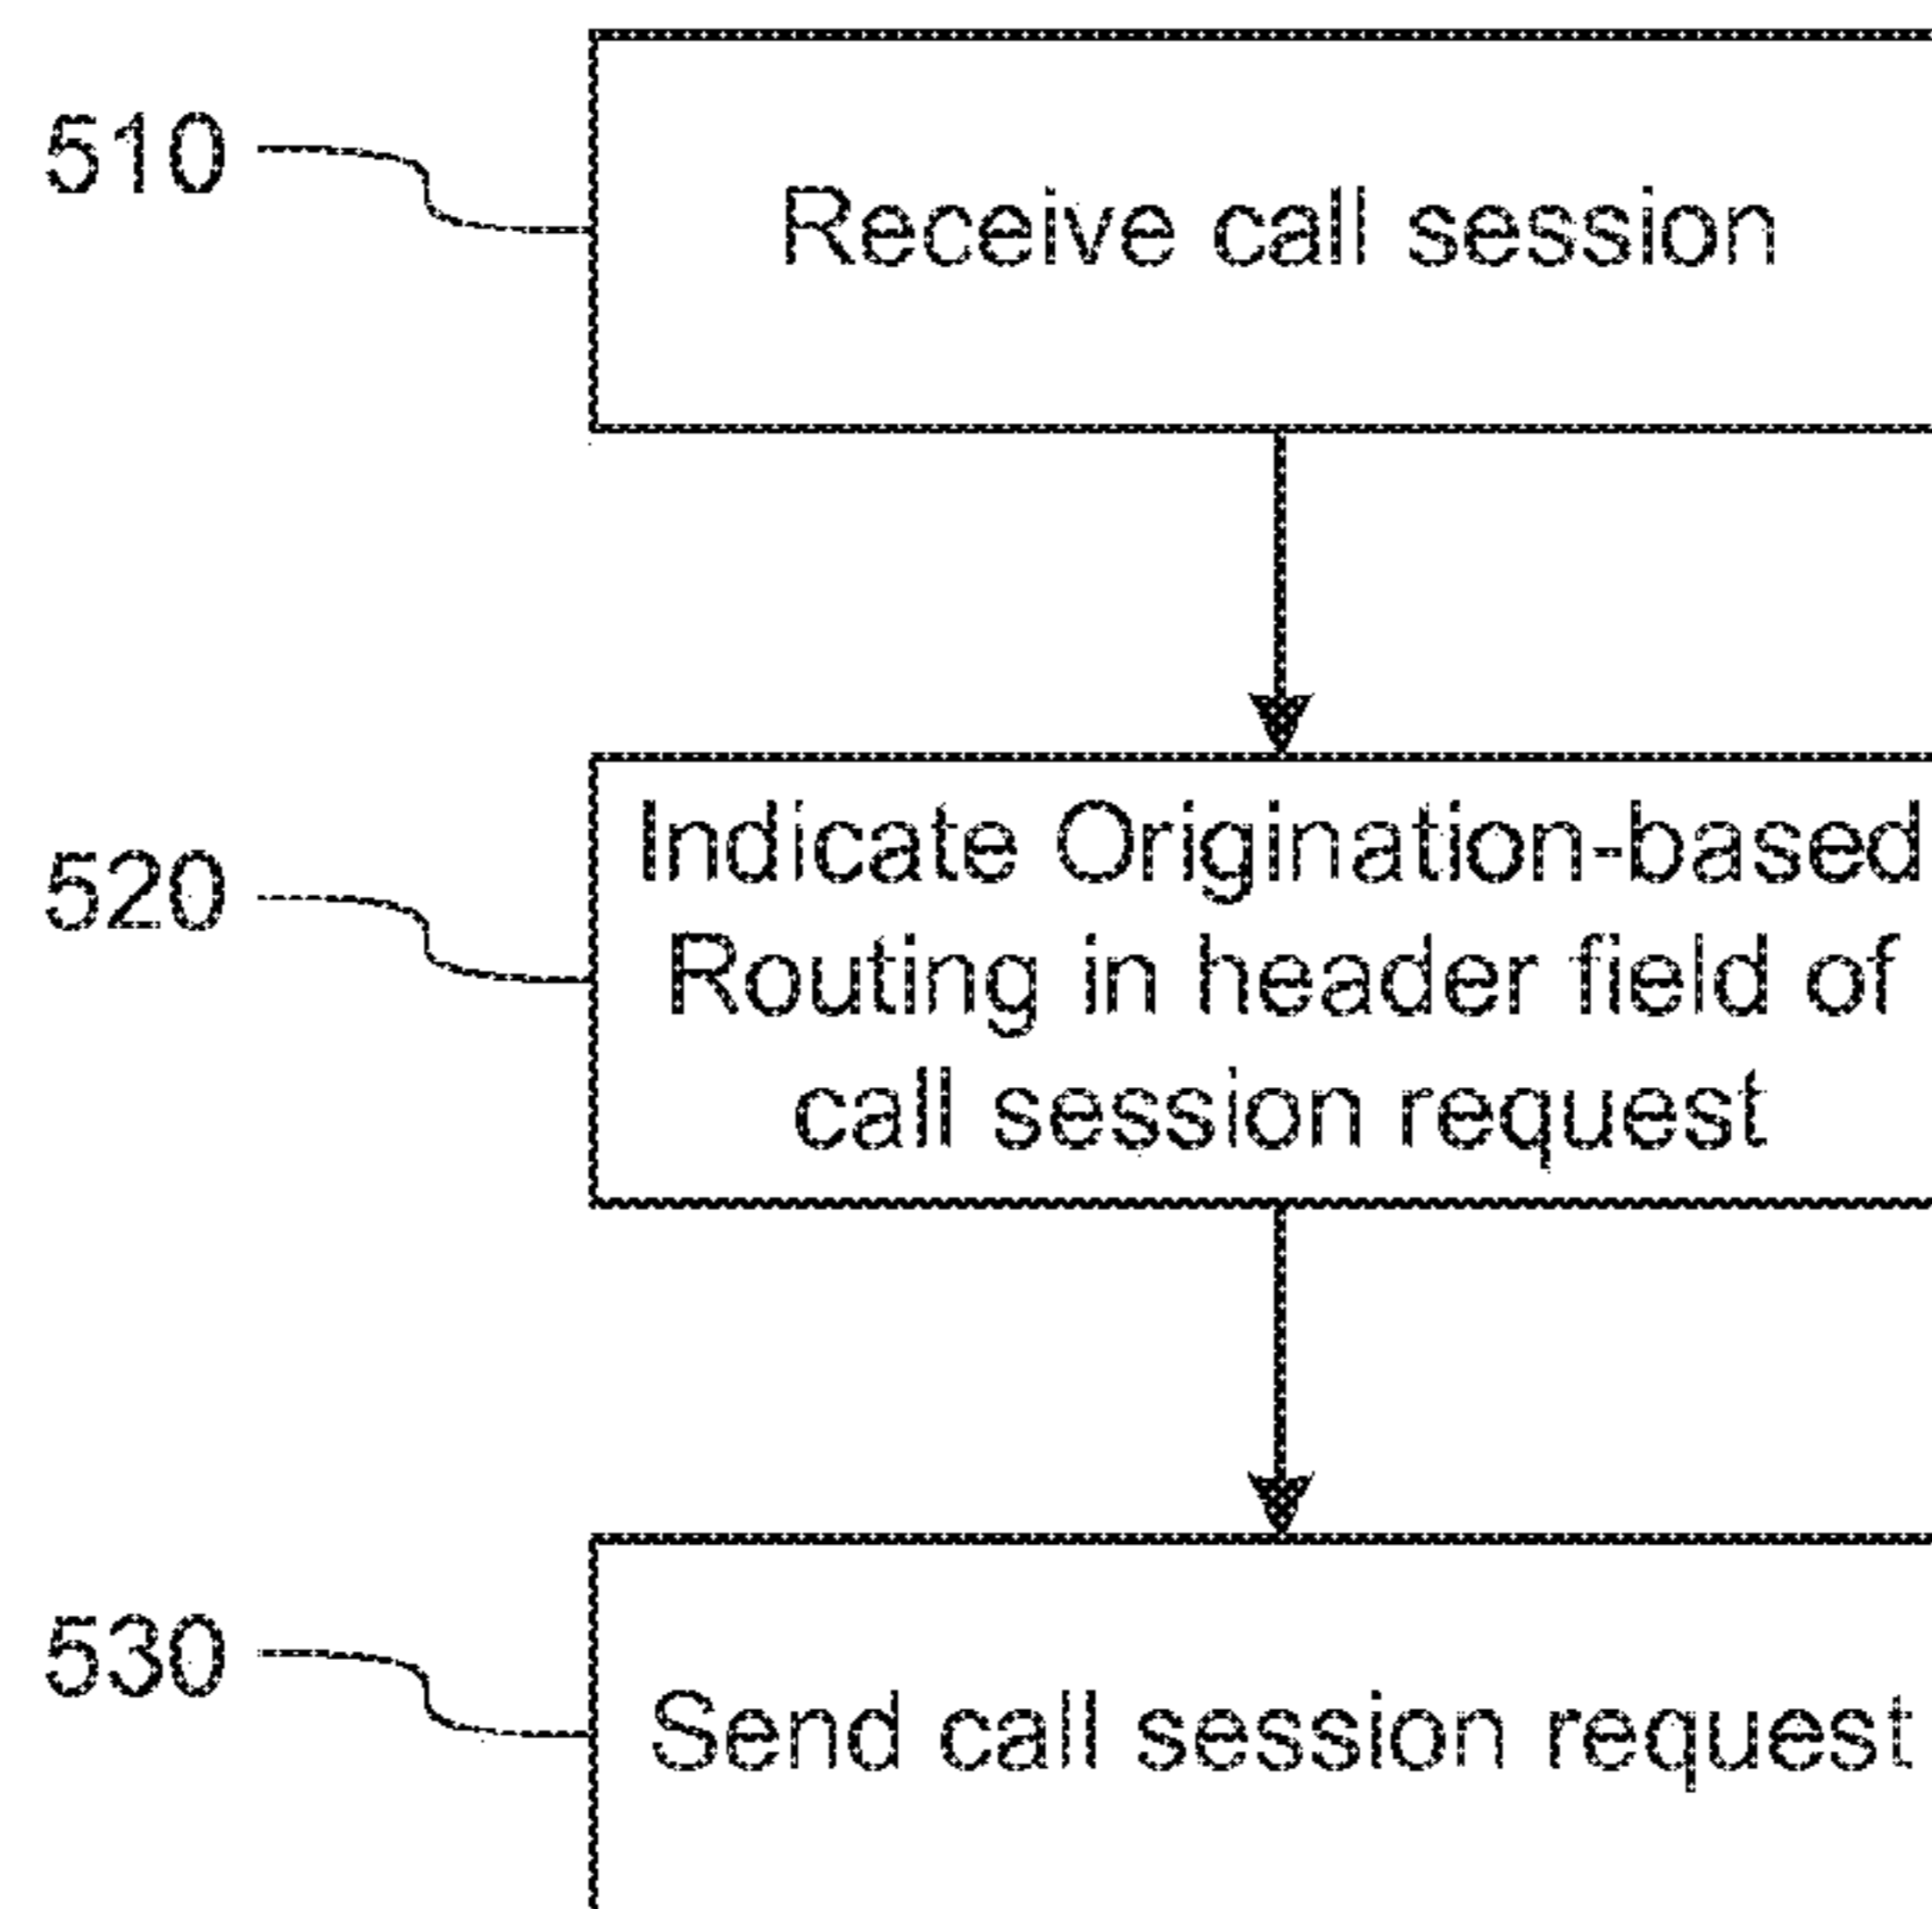 510
Receive call session
520
Indicate Origination-based
Routing in header field of
call session request
530
Send call session request